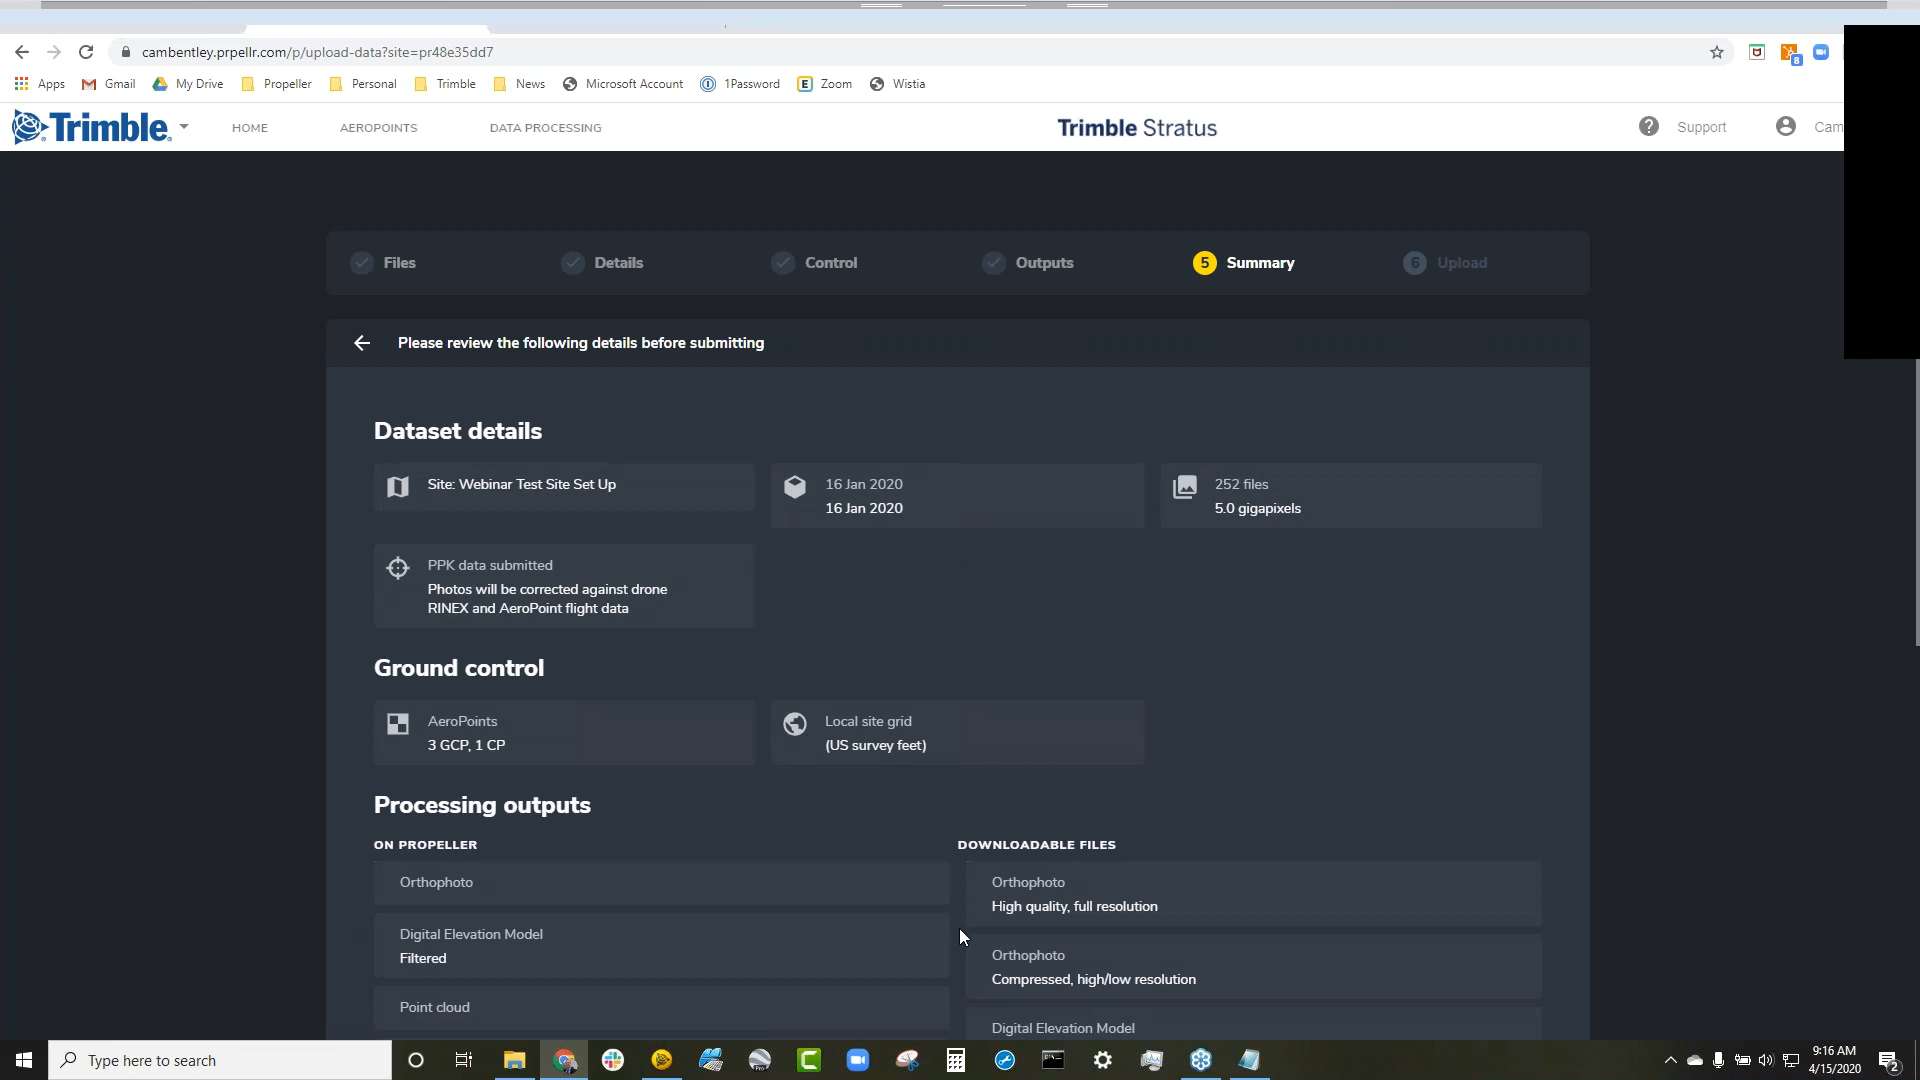 cambentley.prpellr.com/p/upload-data?site=pr48e35dd7
8
Apps
Gmail
My Drive
Propeller
Personal
Trimble
News
Microsoft Account
1Password
E
Zoom
Wistia
Trimble
HOME
AEROPOINTS
DATA PROCESSING
Trimble Stratus
Support
Cam
Files
Details
Control
Outputs
5 Summary
6 Upload
Please review the following details before submitting
Dataset details
Site: Webinar Test Site Set Up
16 Jan 2020
16 Jan 2020
252 files
5.0 gigapixels
PPK data submitted
Photos will be corrected against drone
RINEX and AeroPoint flight data
Ground control
AeroPoints
3 GCP, 1 CP
Local site grid
(US survey feet)
Processing outputs
ON PROPELLER
Orthophoto
Digital Elevation Model
Filtered
Point cloud
DOWNLOADABLE FILES
Orthophoto
High quality, full resolution
Orthophoto
Compressed, high/low resolution
Digital Elevation Model
Type here to search
9:16 AM
4/15/2020
2